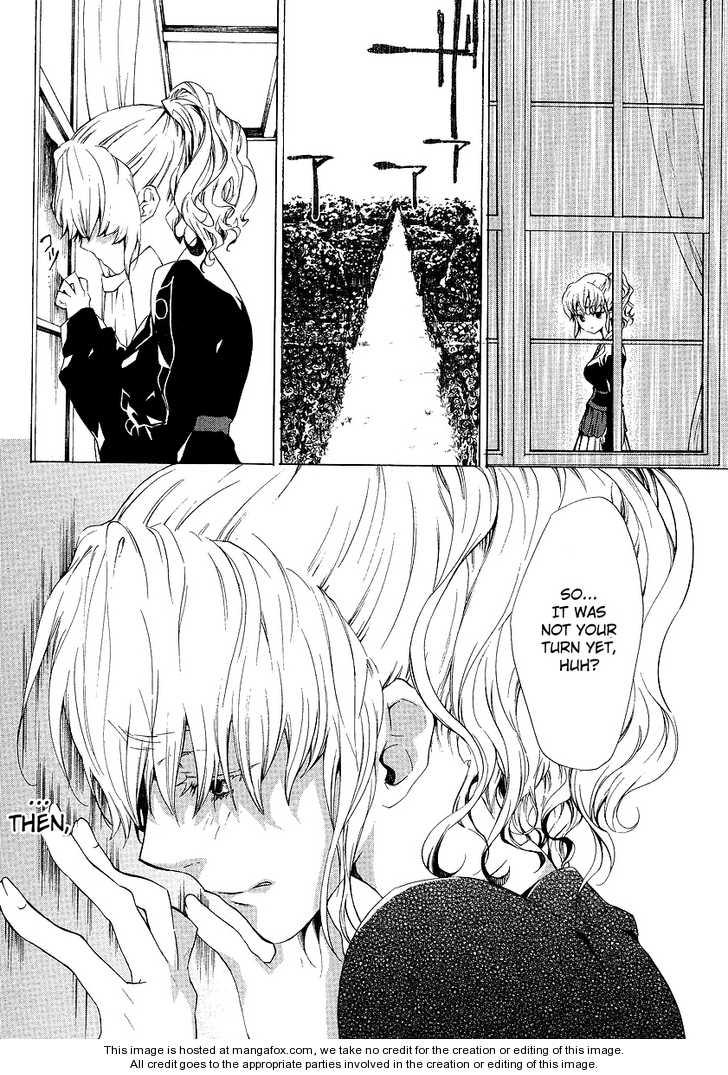 SO...
IT WAS
NOT YOUR
TURN YET,
HUH?
...
THEN,
This image is hosted at mangafox.com, we take no credit for the creation or editing of this image.
All credit goes to the appropriate parties involved in the creation or editing of this image.